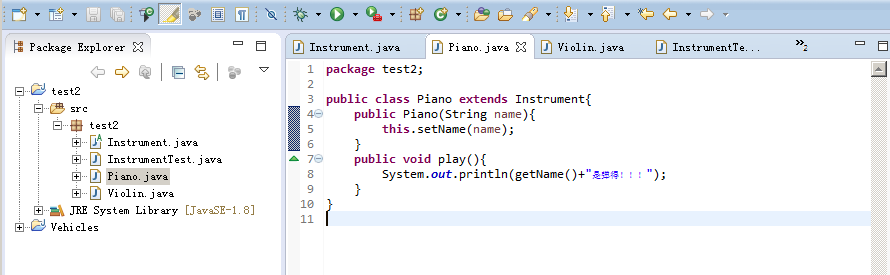 Package Explorer
test2
src
test2
Instrument.java
InstrumentTest.java
Piano.java
Violin.java
JRE System Library [JavaSE-1.8]
Vehicles
Instrument.java
Piano.java
Violin.java
InstrumentTe...
»2
1 package test2;
2
3 public class Piano extends Instrument{
4 public Piano(String name){
5 this.setName(name);
6 }
7 public void play(){
8 System.out.println(getName()+"是弹得!!!");
9 }
10 }
11